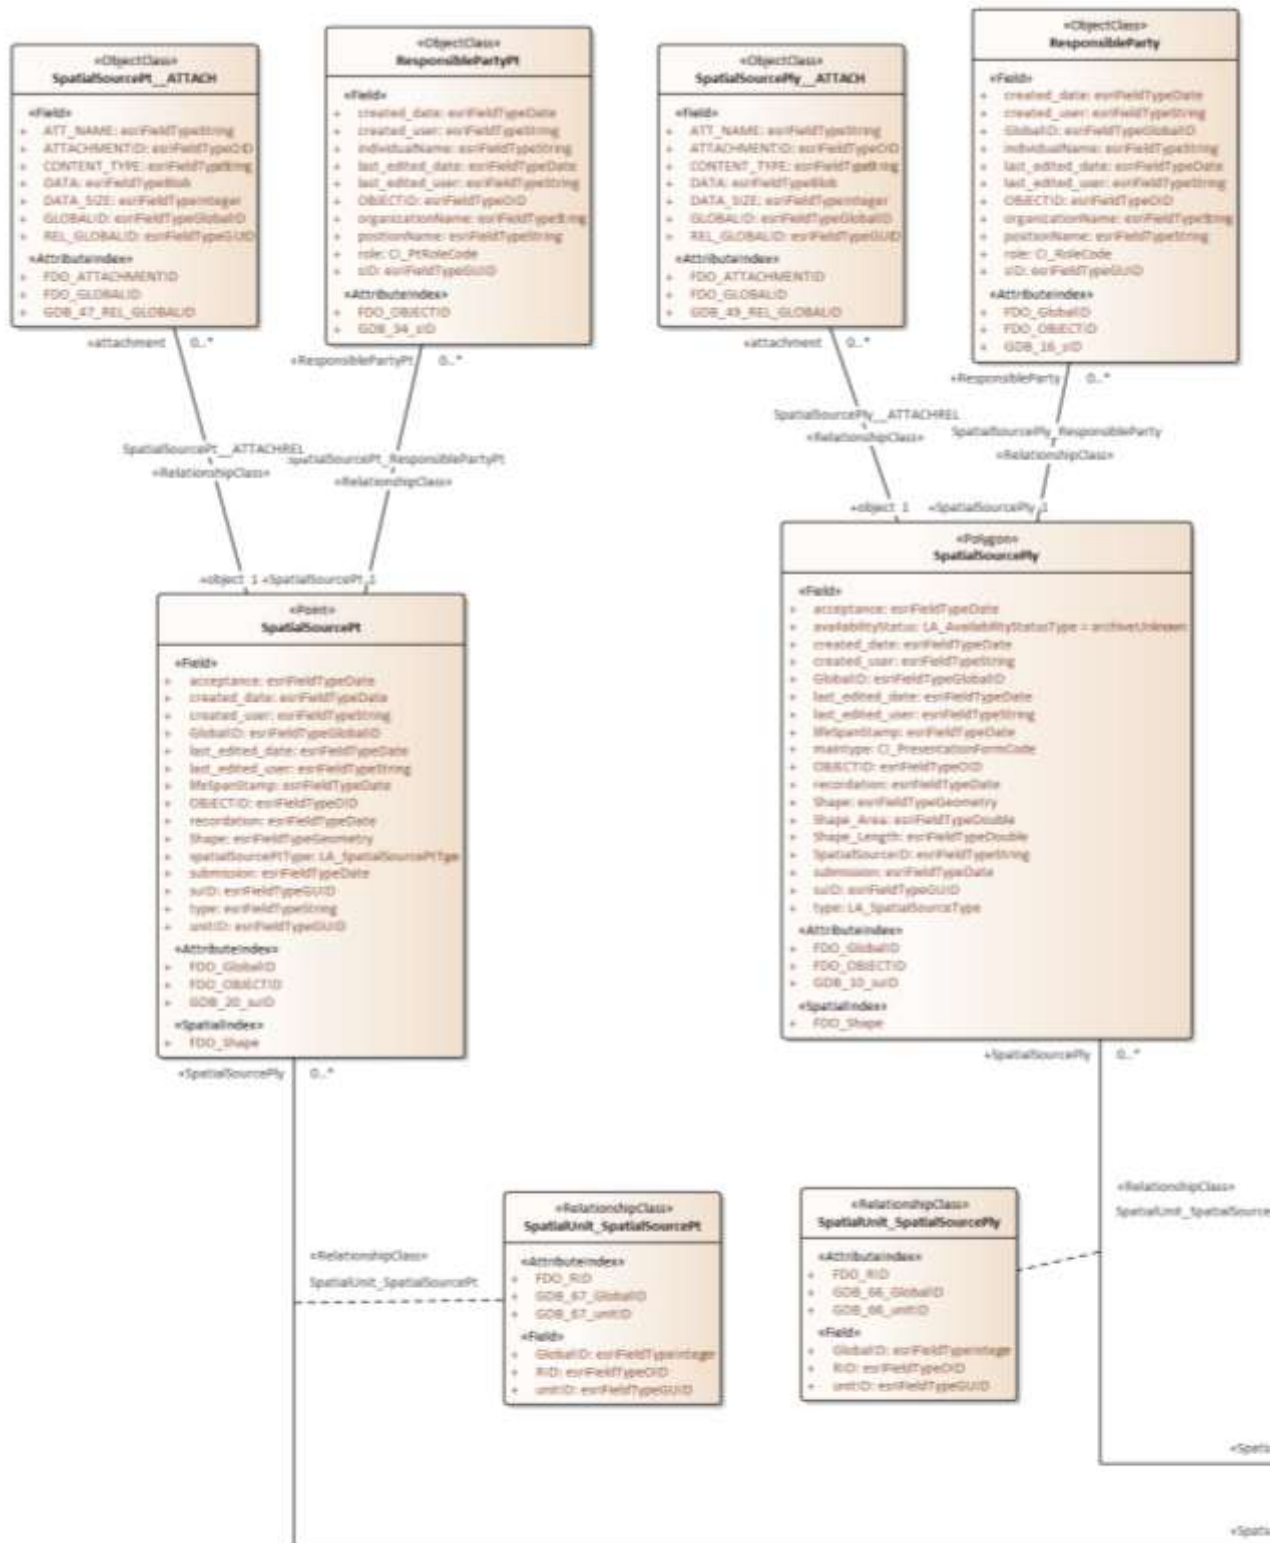 «ObjectClass»
SpatialSourcePt__ATTACH
«Field»
+ ATT_NAME: esriFieldTypeString
+ ATTACHMENTID: esriFieldTypeOID
+ CONTENT_TYPE: esriFieldTypeString
+ DATA: esriFieldTypeBlob
+ DATA_SIZE: esriFieldTypeInteger
+ GLOBALID: esriFieldTypeGlobalID
+ REL_GLOBALID: esriFieldTypeGUID
«AttributeIndex»
+ FDO_ATTACHMENTID
+ FDO_GLOBALID
+ GDB_47_REL_GLOBALID
+attachment 0..*
«ObjectClass»
ResponsiblePartyPt
«Field»
+ created_date: esriFieldTypeDate
+ created_user: esriFieldTypeString
+ individualName: esriFieldTypeString
+ last_edited_date: esriFieldTypeDate
+ last_edited_user: esriFieldTypeString
+ OBJECTID: esriFieldTypeOID
+ organizationName: esriFieldTypeString
+ positionName: esriFieldTypeString
+ role: CI_PtRoleCode
+ sID: esriFieldTypeGUID
«AttributeIndex»
+ FDO_OBJECTID
+ GDB_34_sID
+ResponsiblePartyPt 0..*
«ObjectClass»
SpatialSourcePly__ATTACH
«Field»
+ ATT_NAME: esriFieldTypeString
+ ATTACHMENTID: esriFieldTypeOID
+ CONTENT_TYPE: esriFieldTypeString
+ DATA: esriFieldTypeBlob
+ DATA_SIZE: esriFieldTypeInteger
+ GLOBALID: esriFieldTypeGlobalID
+ REL_GLOBALID: esriFieldTypeGUID
«AttributeIndex»
+ FDO_ATTACHMENTID
+ FDO_GLOBALID
+ GDB_49_REL_GLOBALID
+attachment 0..*
«ObjectClass»
ResponsibleParty
«Field»
+ created_date: esriFieldTypeDate
+ created_user: esriFieldTypeString
+ GlobalID: esriFieldTypeGlobalID
+ individualName: esriFieldTypeString
+ last_edited_date: esriFieldTypeDate
+ last_edited_user: esriFieldTypeString
+ OBJECTID: esriFieldTypeOID
+ organizationName: esriFieldTypeString
+ positionName: esriFieldTypeString
+ role: CI_RoleCode
+ sID: esriFieldTypeGUID
«AttributeIndex»
+ FDO_GlobalID
+ FDO_OBJECTID
+ GDB_16_sID
+ResponsibleParty 0..*
SpatialSourcePt__ATTACHREL
«RelationshipClass»
SpatialSourcePt_ResponsiblePartyPt
«RelationshipClass»
SpatialSourcePly__ATTACHREL
«RelationshipClass»
SpatialSourcePly_ResponsibleParty
«RelationshipClass»
+object 1 +SpatialSourcePt 1
«Point»
SpatialSourcePt
«Field»
+ acceptance: esriFieldTypeDate
+ created_date: esriFieldTypeDate
+ created_user: esriFieldTypeString
+ GlobalID: esriFieldTypeGlobalID
+ last_edited_date: esriFieldTypeDate
+ last_edited_user: esriFieldTypeString
+ lifeSpanStamp: esriFieldTypeDate
+ OBJECTID: esriFieldTypeOID
+ recordation: esriFieldTypeDate
+ Shape: esriFieldTypeGeometry
+ spatialSourcePtType: LA_SpatialSourcePtType
+ submission: esriFieldTypeDate
+ suID: esriFieldTypeGUID
+ type: esriFieldTypeString
+ unitID: esriFieldTypeGUID
«AttributeIndex»
+ FDO_GlobalID
+ FDO_OBJECTID
+ GDB_20_suID
«SpatialIndex»
+ FDO_Shape
+SpatialSourcePly 0..*
+object 1 +SpatialSourcePly 1
«Polygon»
SpatialSourcePly
«Field»
+ acceptance: esriFieldTypeDate
+ availabilityStatus: LA_AvailabilityStatusType = archiveUnknown
+ created_date: esriFieldTypeDate
+ created_user: esriFieldTypeString
+ GlobalID: esriFieldTypeGlobalID
+ last_edited_date: esriFieldTypeDate
+ last_edited_user: esriFieldTypeString
+ lifeSpanStamp: esriFieldTypeDate
+ maintype: CI_PresentationFormCode
+ OBJECTID: esriFieldTypeOID
+ recordation: esriFieldTypeDate
+ Shape: esriFieldTypeGeometry
+ Shape_Area: esriFieldTypeDouble
+ Shape_Length: esriFieldTypeDouble
+ SpatialSourceID: esriFieldTypeString
+ submission: esriFieldTypeDate
+ suID: esriFieldTypeGUID
+ type: LA_SpatialSourceType
«AttributeIndex»
+ FDO_GlobalID
+ FDO_OBJECTID
+ GDB_10_suID
«SpatialIndex»
+ FDO_Shape
+SpatialSourcePly 0..*
«RelationshipClass»
SpatialUnit_SpatialSourcePt
«RelationshipClass»
SpatialUnit_SpatialSourcePt
«AttributeIndex»
+ FDO_RID
+ GDB_67_GlobalID
+ GDB_67_unitID
«Field»
+ GlobalID: esriFieldTypeInteger
+ RID: esriFieldTypeOID
+ unitID: esriFieldTypeGUID
«RelationshipClass»
SpatialUnit_SpatialSourcePly
«AttributeIndex»
+ FDO_RID
+ GDB_66_GlobalID
+ GDB_66_unitID
«Field»
+ GlobalID: esriFieldTypeInteger
+ RID: esriFieldTypeOID
+ unitID: esriFieldTypeGUID
«RelationshipClass»
SpatialUnit_SpatialSource
+Spatia
+Spatia